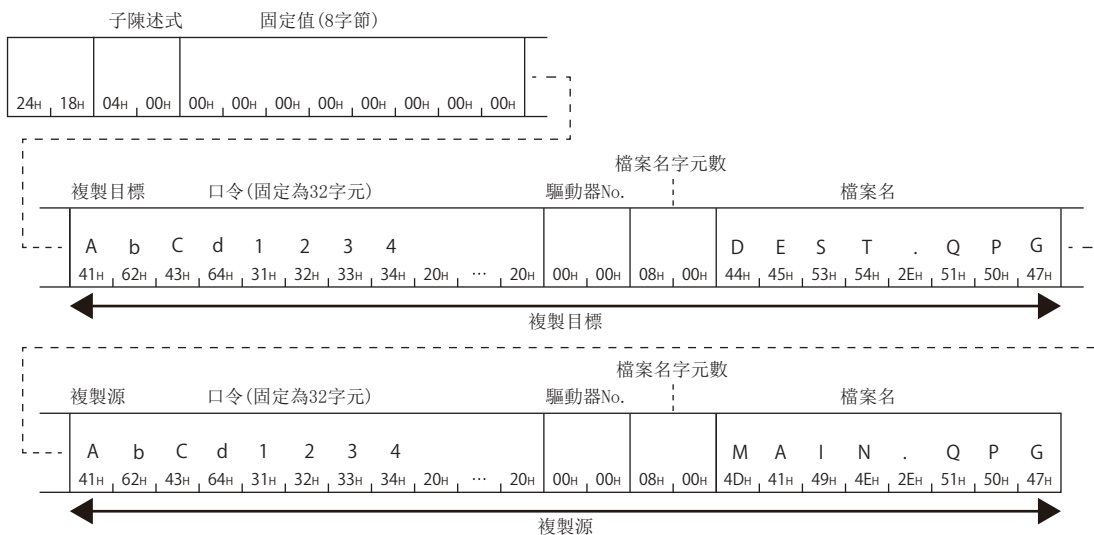 子陳述式 固定值(8字節)
24H 18H 04H 00H 00H 00H 00H 00H 00H 00H 00H 00H
檔案名字元數
複製目標 口令(固定為32字元) 驅動器No. 檔案名
A b C d 1 2 3 4 D E S T . Q P G
41H 62H 43H 64H 31H 32H 33H 34H 20H … 20H 00H 00H 08H 00H 44H 45H 53H 54H 2EH 51H 50H 47H
複製目標
檔案名字元數
複製源 口令(固定為32字元) 驅動器No. 檔案名
A b C d 1 2 3 4 M A I N . Q P G
41H 62H 43H 64H 31H 32H 33H 34H 20H … 20H 00H 00H 08H 00H 4DH 41H 49H 4EH 2EH 51H 50H 47H
複製源